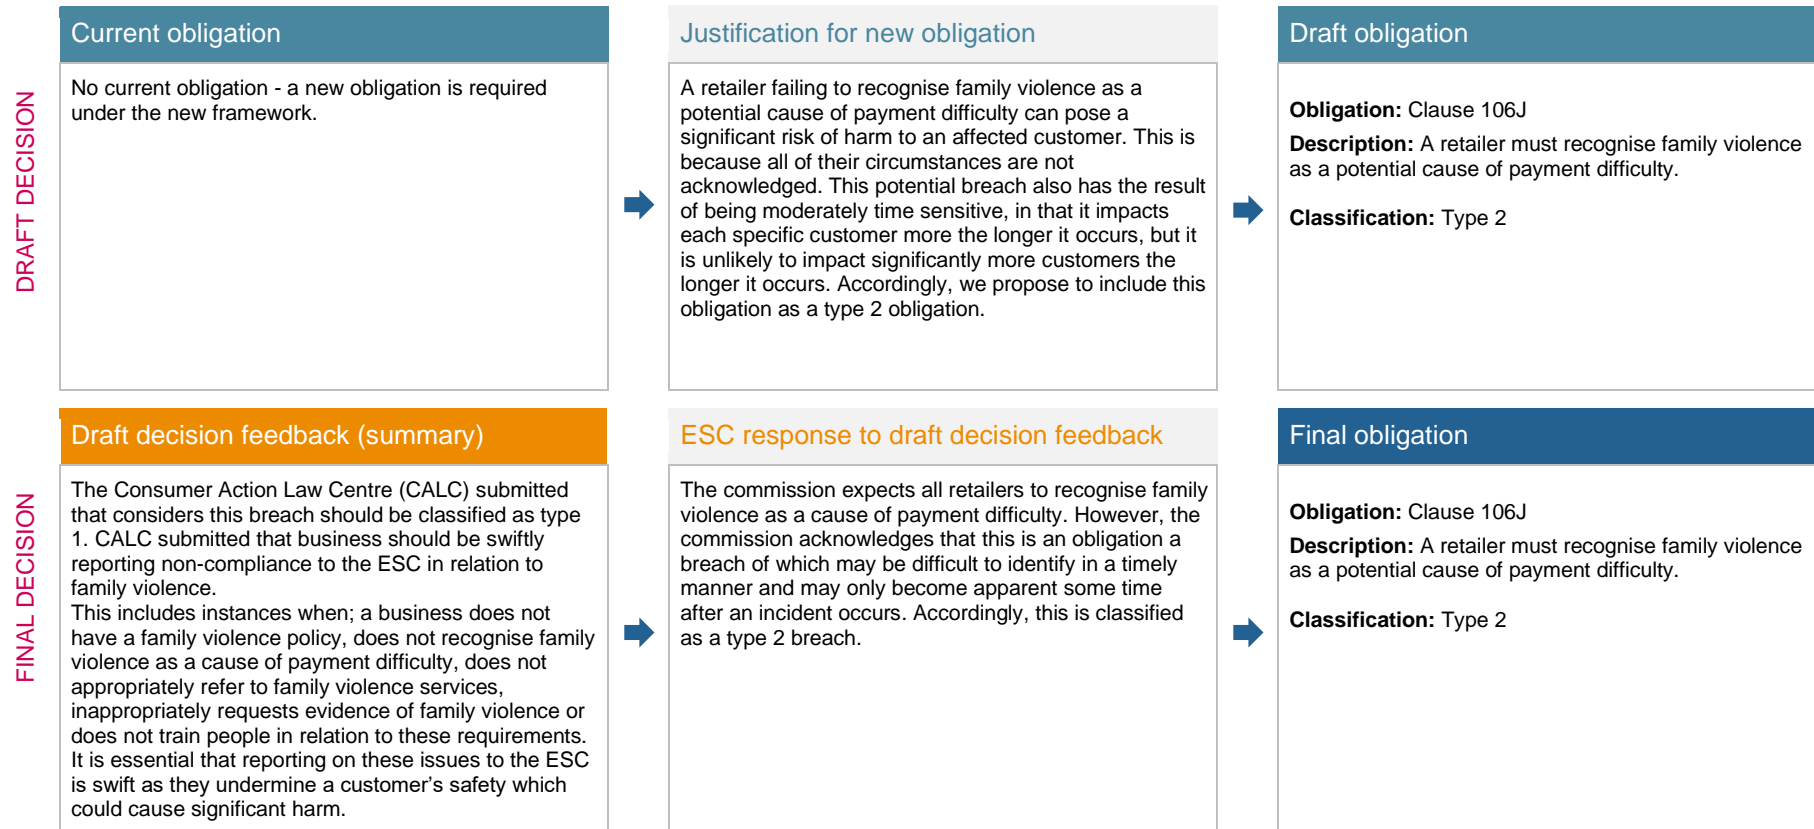 DRAFT DECISION
Current obligation
No current obligation - a new obligation is required
under the new framework.
Justification for new obligation
A retailer failing to recognise family violence as a
potential cause of payment difficulty can pose a
significant risk of harm to an affected customer. This is
because all of their circumstances are not
acknowledged. This potential breach also has the result
of being moderately time sensitive, in that it impacts
each specific customer more the longer it occurs, but it
is unlikely to impact significantly more customers the
longer it occurs. Accordingly, we propose to include this
obligation as a type 2 obligation.
Draft obligation
Obligation: Clause 106J
Description: A retailer must recognise family violence
as a potential cause of payment difficulty.
Classification: Type 2
FINAL DECISION
Draft decision feedback (summary)
The Consumer Action Law Centre (CALC) submitted
that considers this breach should be classified as type
1. CALC submitted that business should be swiftly
reporting non-compliance to the ESC in relation to
family violence.
This includes instances when; a business does not
have a family violence policy, does not recognise family
violence as a cause of payment difficulty, does not
appropriately refer to family violence services,
inappropriately requests evidence of family violence or
does not train people in relation to these requirements.
It is essential that reporting on these issues to the ESC
is swift as they undermine a customer's safety which
could cause significant harm.
ESC response to draft decision feedback
The commission expects all retailers to recognise family
violence as a cause of payment difficulty. However, the
commission acknowledges that this is an obligation a
breach of which may be difficult to identify in a timely
manner and may only become apparent some time
after an incident occurs. Accordingly, this is classified
as a type 2 breach.
Final obligation
Obligation: Clause 106J
Description: A retailer must recognise family violence
as a potential cause of payment difficulty.
Classification: Type 2